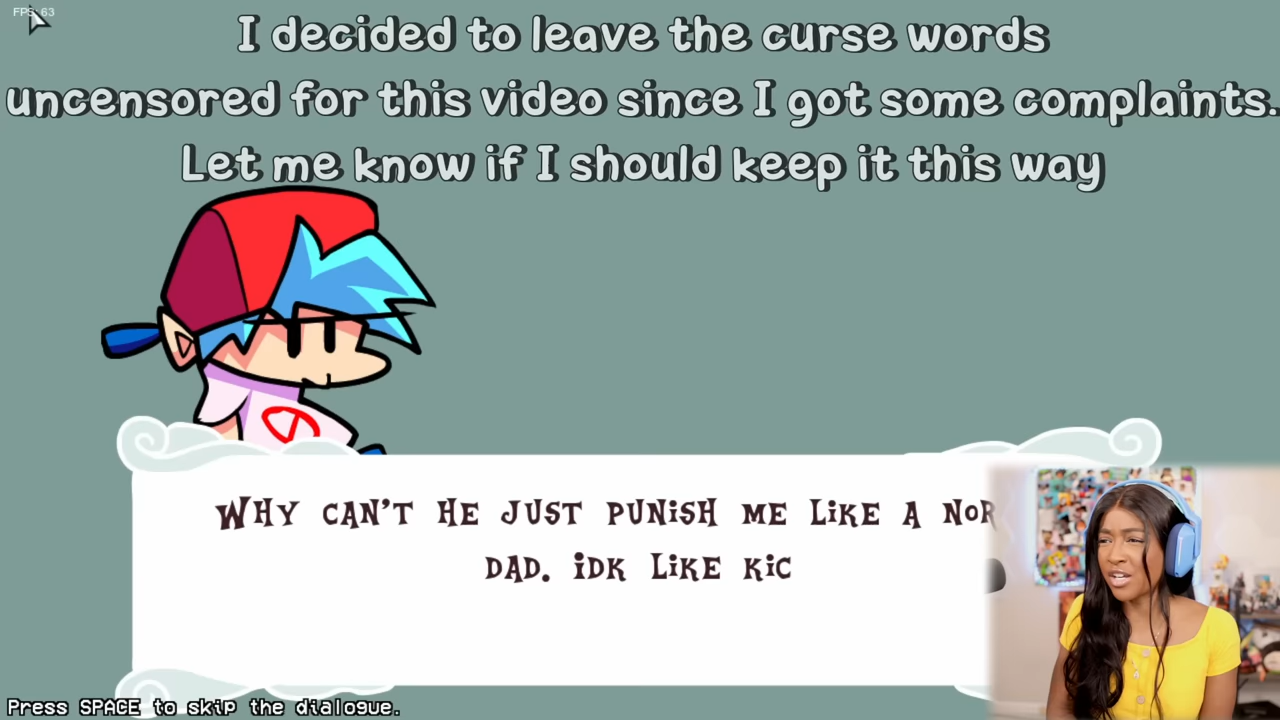 FPS: 63
I decided to leave the curse words
uncensored for this video since I got some complaints.
Let me know if I should keep it this way
WHY CAN'T HE JUST PUNISH ME LIKE A NOR
DAD. IDK LIKE KIC
Press SPACE to skip the dialogue.